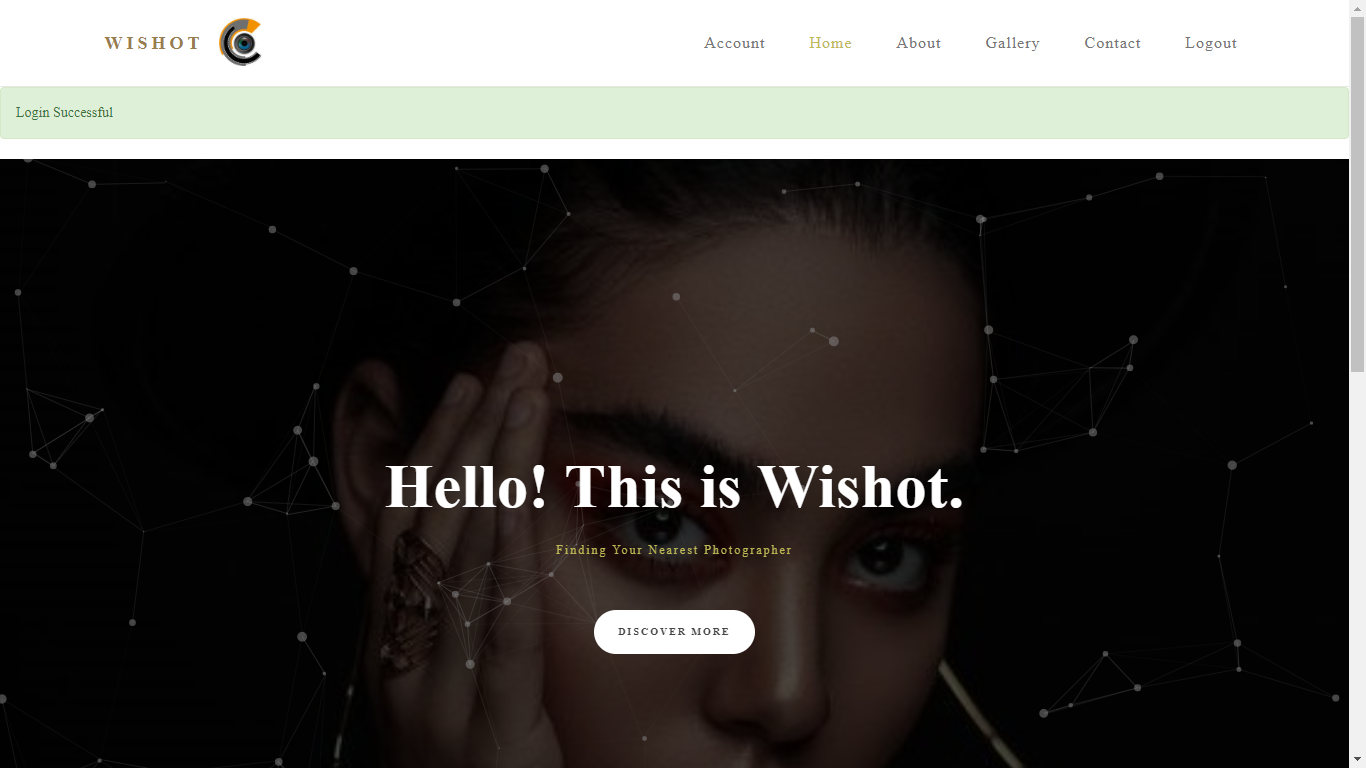 WISHOT
Account Home About Gallery Contact Logout
Login Successful
Hello! This is Wishot.
Finding Your Nearest Photographer
DISCOVER MORE